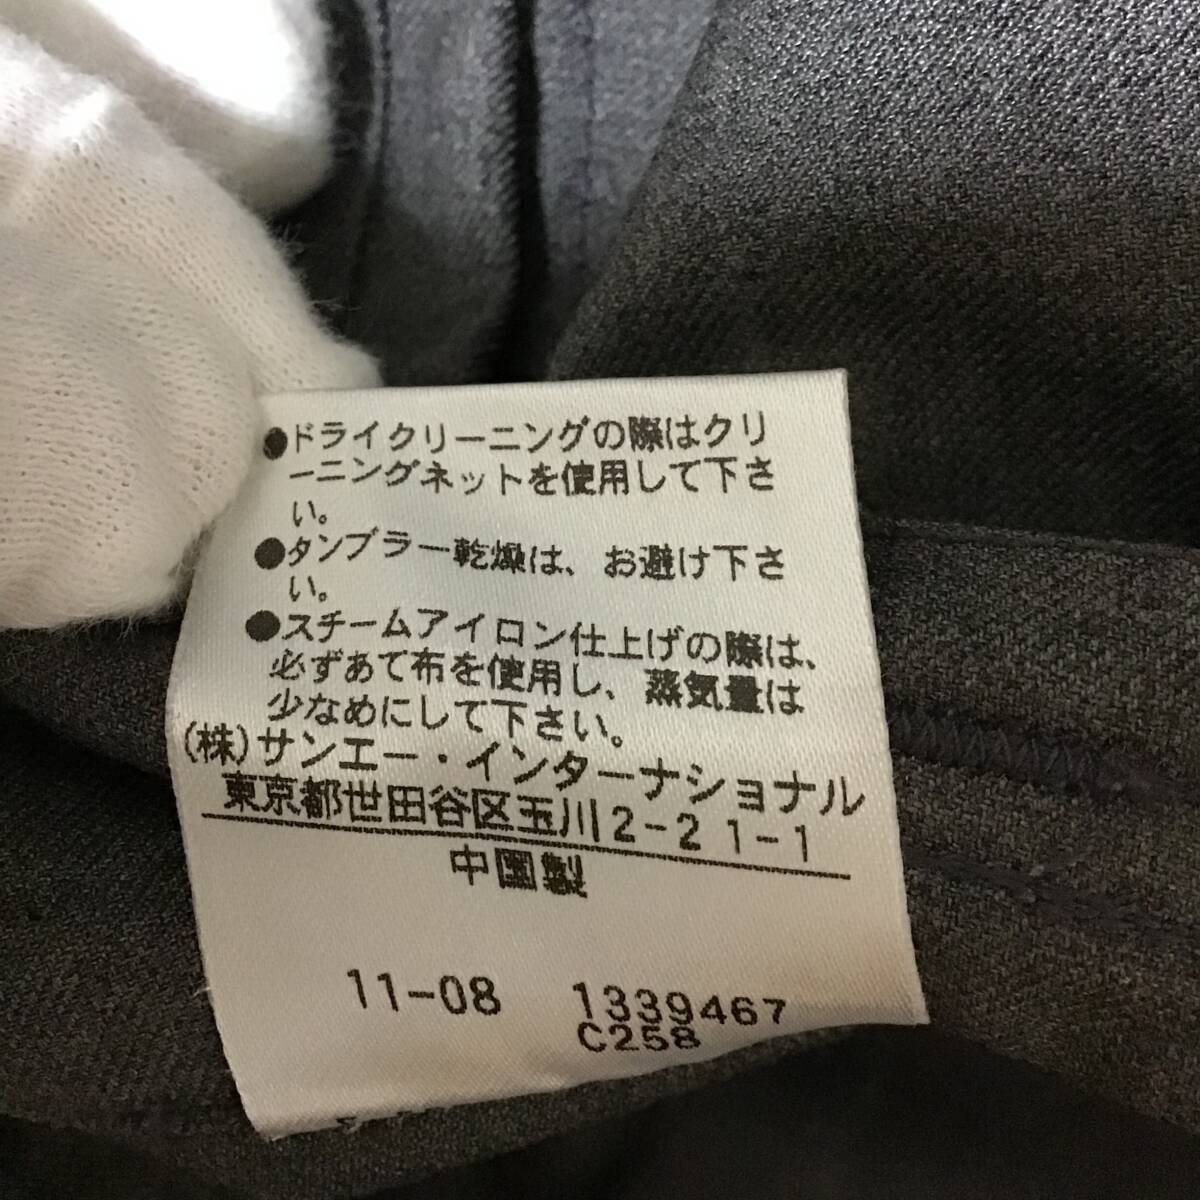 ●ドライクリーニングの際はクリ
ーニングネットを使用して下さ
い。
●タンブラー乾燥は、お避け下さ
い。
●スチームアイロン仕上げの際は、
必ずあて布を使用し、蒸気量は
少なめにして下さい。
(株)サンエー・インターナショナル
東京都世田谷区玉川2-21-1
中国製
11-08 1339467
C258